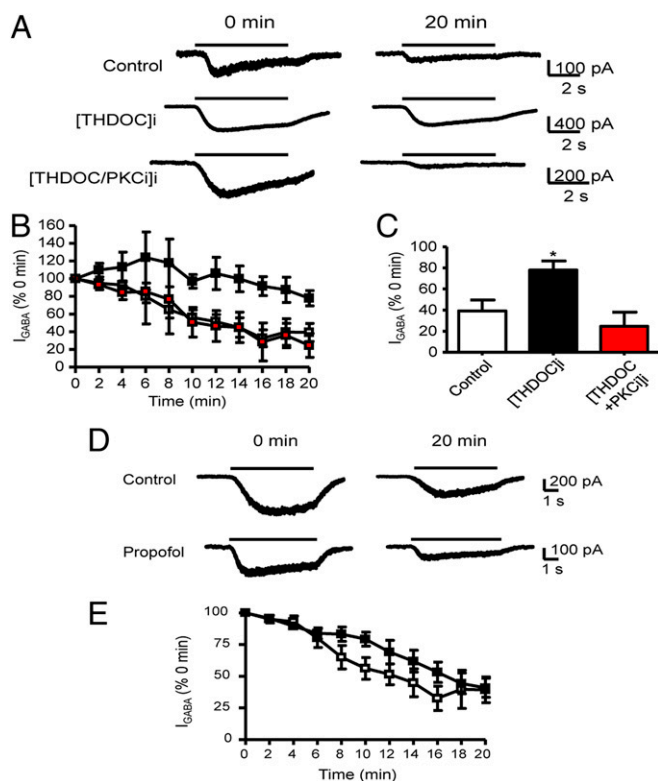 A
0 min
20 min
Control
100 pA
2 s
[THDOC]i
400 pA
2 s
[THDOC/PKCi]i
200 pA
2 s
B
I GABA (% 0 min)
160
140
120
100
80
60
40
20
0
0 2 4 6 8 10 12 14 16 18 20
Time (min)
C
I GABA (% 0 min)
100
80
60
40
20
0
*
Control
[THDOC]i
[THDOC
+PKCi]i
D
0 min
20 min
Control
200 pA
1 s
Propofol
100 pA
1 s
E
I GABA (% 0 min)
100
75
50
25
0
0 2 4 6 8 10 12 14 16 18 20
Time (min)